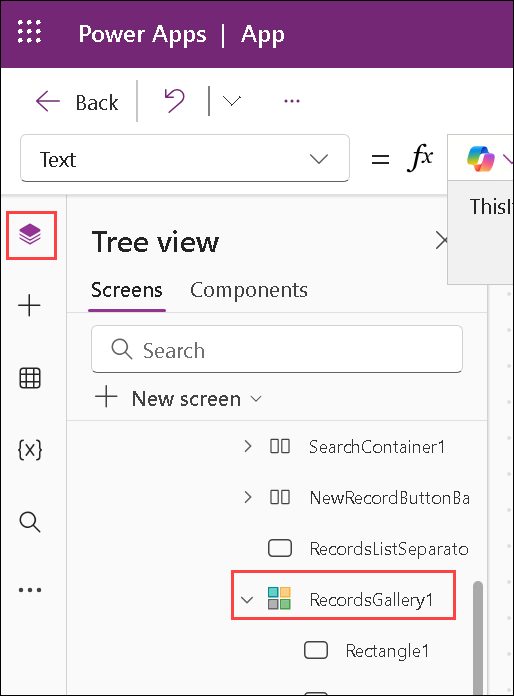 Power Apps | App
Back
Text
= fx
ThisI
Tree view
Screens Components
Search
New screen
SearchContainer1
NewRecordButtonBa
RecordsListSeparato
RecordsGallery1
Rectangle1
{x}